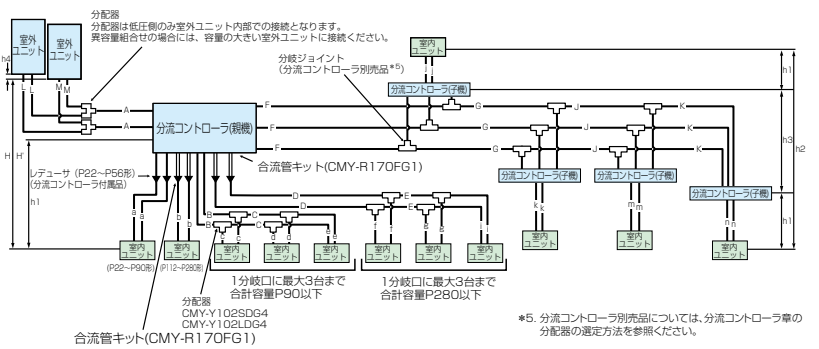 分配器
分配器は低圧側のみ室外ユニット内部での接続となります。
異容量組合せの場合には、容量の大きい室外ユニットに接続ください。
室外
ユニット
室外
ユニット
h4
L
L
M
M
A
A
H
H'
h1
分流コントローラ(親機)
F
F
F
合流管キット(CMY-R170FG1)
分岐ジョイント
(分流コントローラ別売品*5)
室内
ユニット
j
j
分流コントローラ(子機)
G
G
G
J
J
J
K
K
K
h1
h3
h2
h1
分流コントローラ(子機)
分流コントローラ(子機)
分流コントローラ(子機)
k
k
m
m
n
n
室内
ユニット
室内
ユニット
室内
ユニット
レデューサ(P22〜P56形)
(分流コントローラ付属品)
a
a
b
b
B
B
C
C
c
c
d
d
e
e
D
D
E
E
f
f
g
g
i
i
室内
ユニット
室内
ユニット
室内
ユニット
室内
ユニット
室内
ユニット
室内
ユニット
室内
ユニット
室内
ユニット
(P22〜P90形)
(P112〜P280形)
1分岐口に最大3台まで
合計容量P90以下
1分岐口に最大3台まで
合計容量P280以下
分配器
CMY-Y102SDG4
CMY-Y102LDG4
合流管キット(CMY-R170FG1)
*5. 分流コントローラ別売品については、分流コントローラ章の
分配器の選定方法を参照ください。